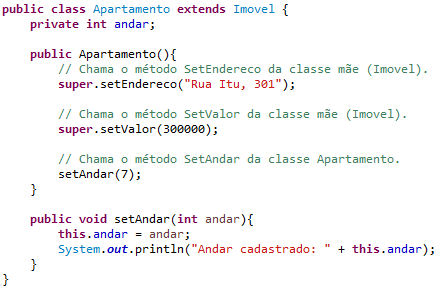 public class Apartamento extends Imovel {
    private int andar;

    public Apartamento(){
        // Chama o método SetEndereco da classe mãe (Imovel).
        super.setEndereco("Rua Itu, 301");

        // Chama o método SetValor da classe mãe (Imovel).
        super.setValor(300000);

        // Chama o método SetAndar da classe Apartamento.
        setAndar(7);
    }

    public void setAndar(int andar){
        this.andar = andar;
        System.out.println("Andar cadastrado: " + this.andar);
    }
}